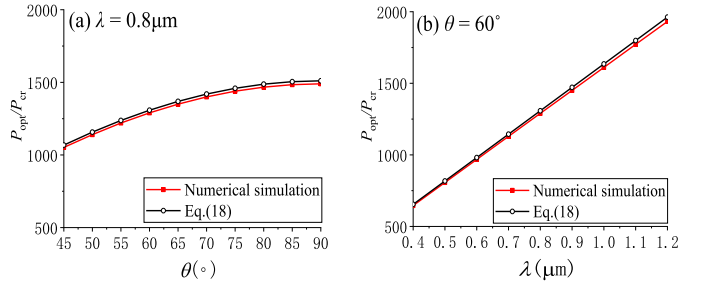 (a) λ = 0.8μm
P_opt/P_cr
2000
1500
1000
500
Numerical simulation
Eq.(18)
45 50 55 60 65 70 75 80 85 90
θ(∘)
(b) θ = 60°
P_opt/P_cr
2000
1500
1000
500
Numerical simulation
Eq.(18)
0.4 0.5 0.6 0.7 0.8 0.9 1.0 1.1 1.2
λ(μm)